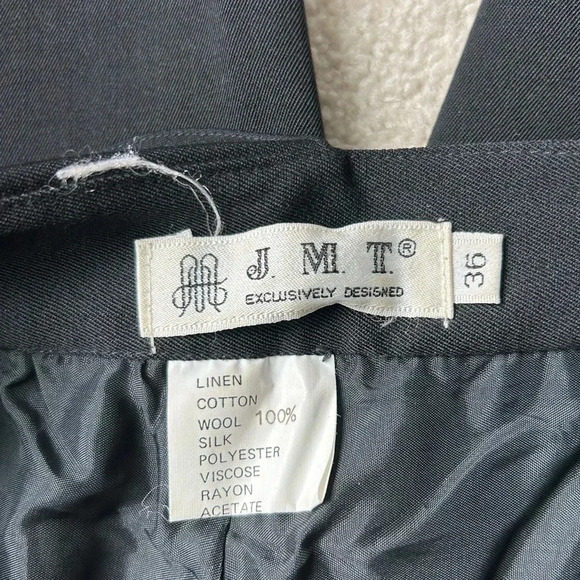 J. M. T.®
EXCLUSIVELY DESIGNED
36
LINEN
COTTON
WOOL 100%
SILK
POLYESTER
VISCOSE
RAYON
ACETATE